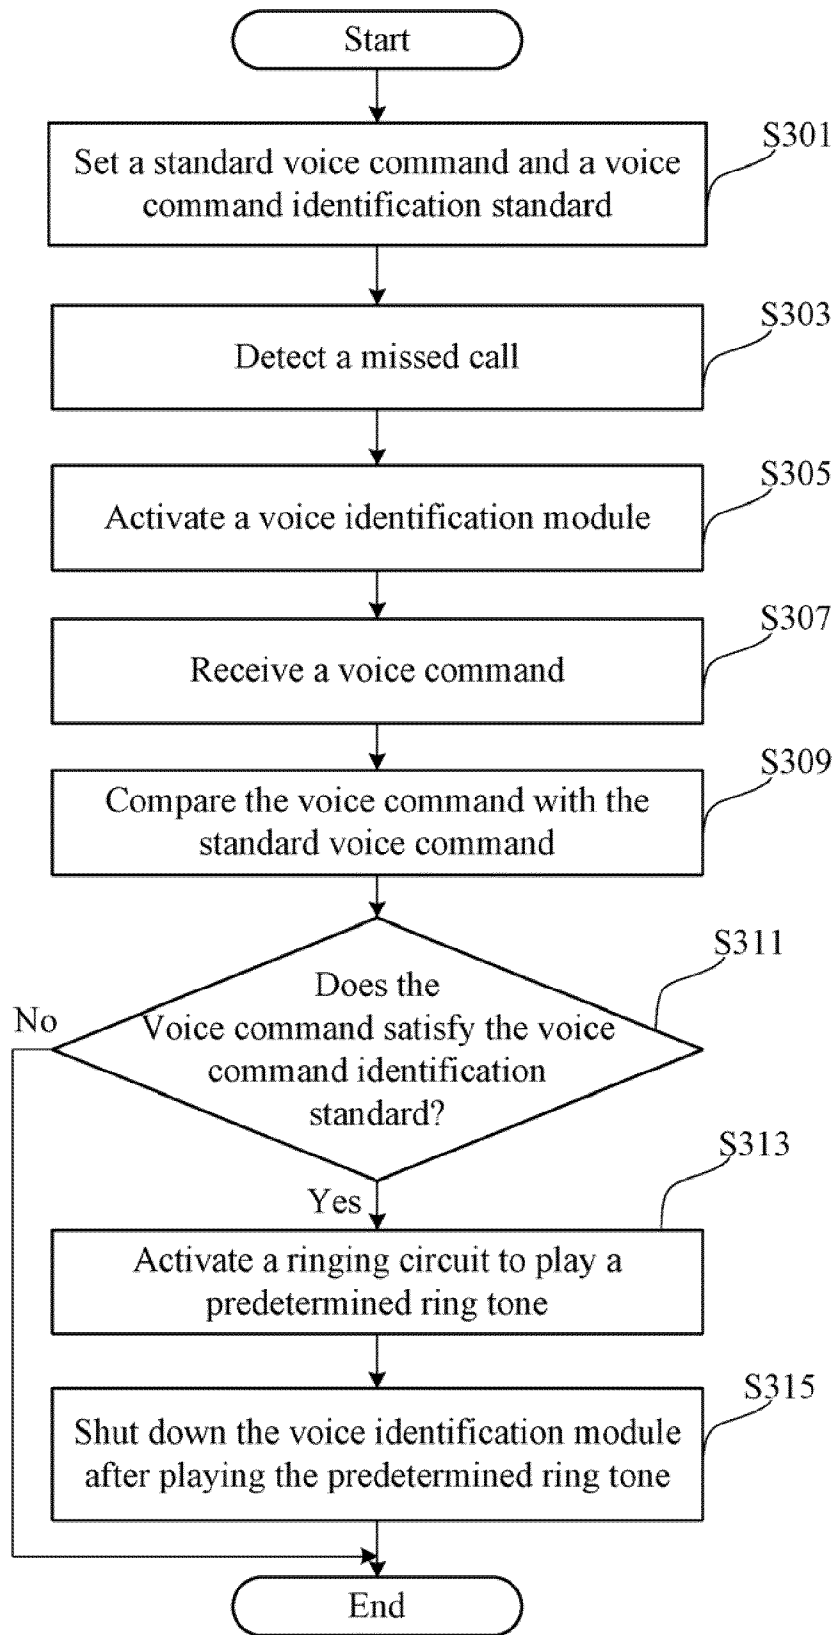 Start
S301
Set a standard voice command and a voice
command identification standard
S303
Detect a missed call
S305
Activate a voice identification module
S307
Receive a voice command
S309
Compare the voice command with the
standard voice command
S311
Does the
Voice command satisfy the voice
command identification
standard?
No
Yes
S313
Activate a ringing circuit to play a
predetermined ring tone
S315
Shut down the voice identification module
after playing the predetermined ring tone
End